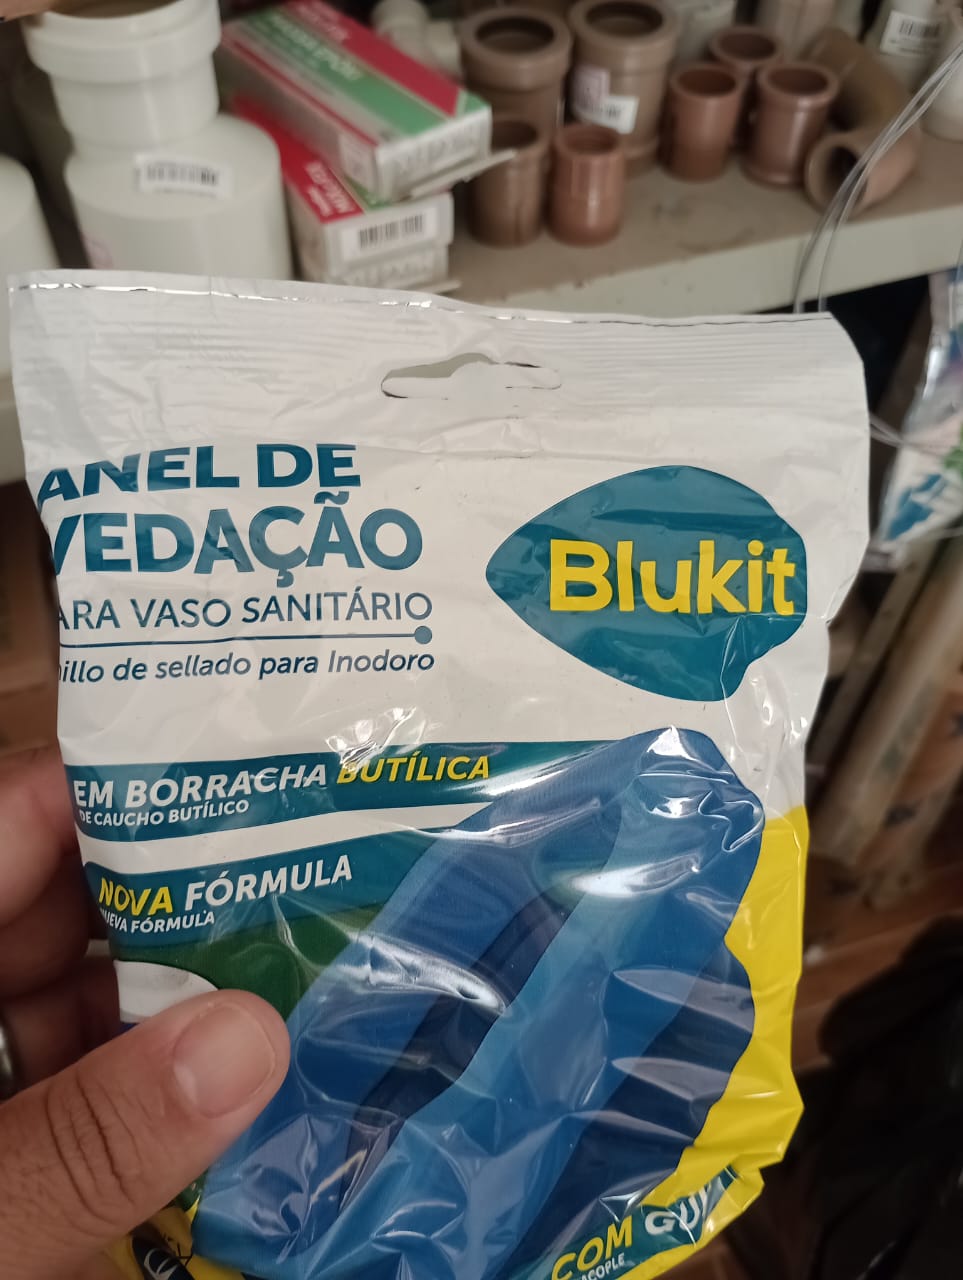 ANEL DE
VEDAÇÃO
ARA VASO SANITÁRIO
illo de sellado para Inodoro
Blukit
EM BORRACHA BUTÍLICA
DE CAUCHO BUTÍLICO
NOVA FÓRMULA
NUEVA FÓRMULA
COM